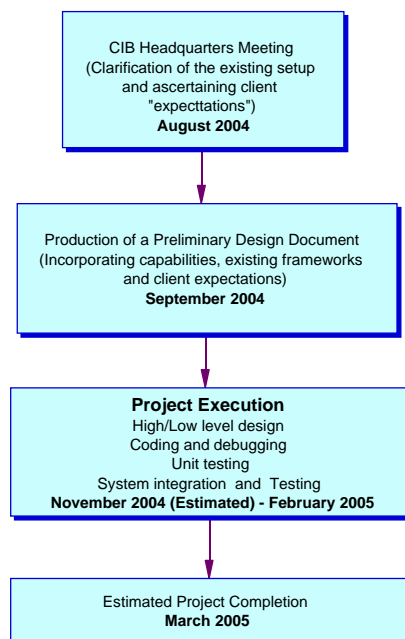 CIB Headquarters Meeting
(Clarification of the existing setup
and ascertaining client
"expecttations")
August 2004
Production of a Preliminary Design Document
(Incorporating capabilities, existing frameworks
and client expectations)
September 2004
Project Execution
High/Low level design
Coding and debugging
Unit testing
System integration and Testing
November 2004 (Estimated) - February 2005
Estimated Project Completion
March 2005